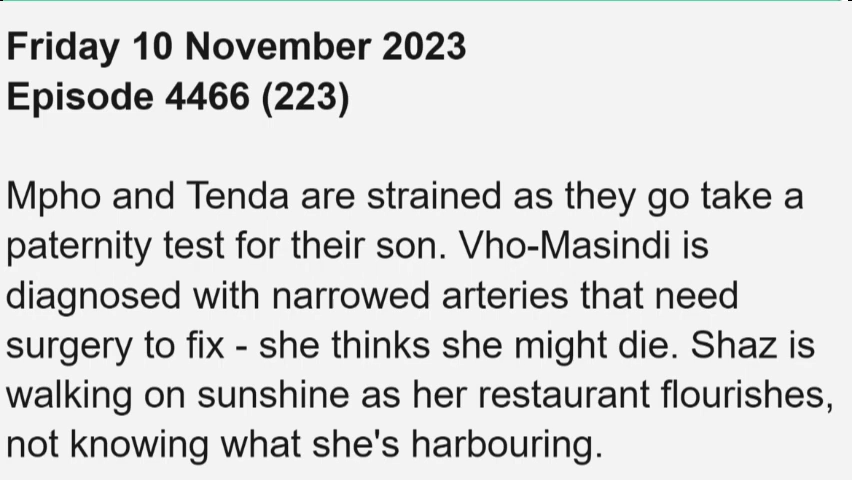 Friday 10 November 2023
Episode 4466 (223)
Mpho and Tenda are strained as they go take a
paternity test for their son. Vho-Masindi is
diagnosed with narrowed arteries that need
surgery to fix - she thinks she might die. Shaz is
walking on sunshine as her restaurant flourishes,
not knowing what she's harbouring.